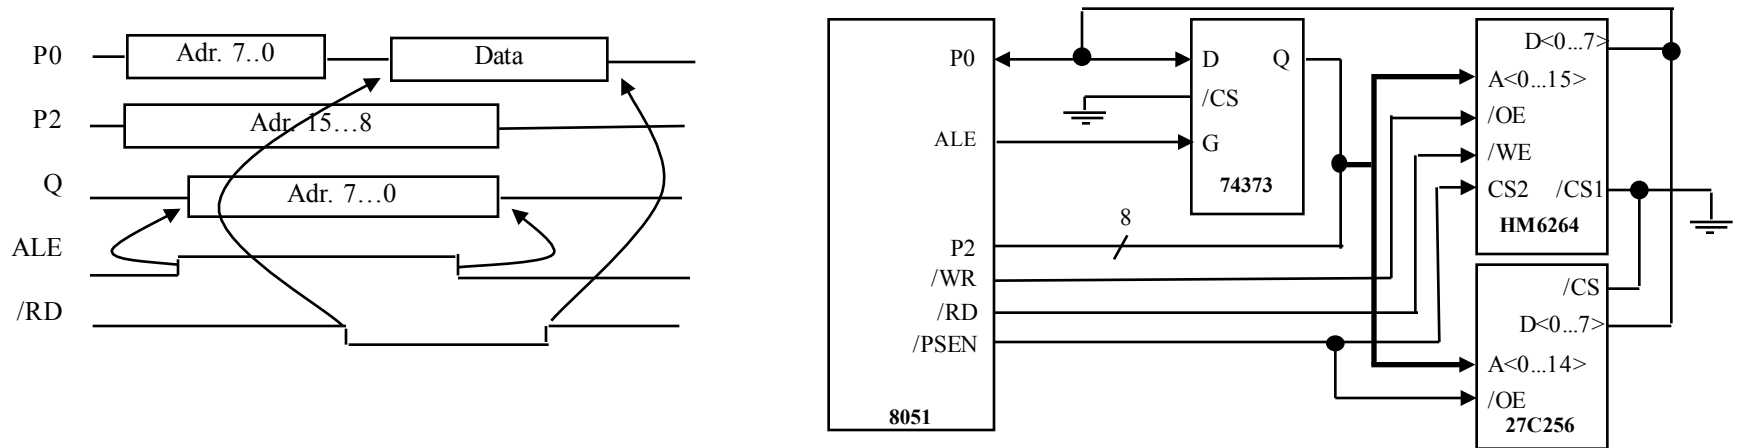 P0
Adr. 7..0
Data
P2
Adr. 15…8
Q
Adr. 7…0
ALE
/RD
P0
ALE
P2
/WR
/RD
/PSEN
8051
D
Q
/CS
G
74373
8
D<0...7>
A<0...15>
/OE
/WE
CS2
/CS1
HM6264
/CS
D<0...7>
A<0...14>
/OE
27C256